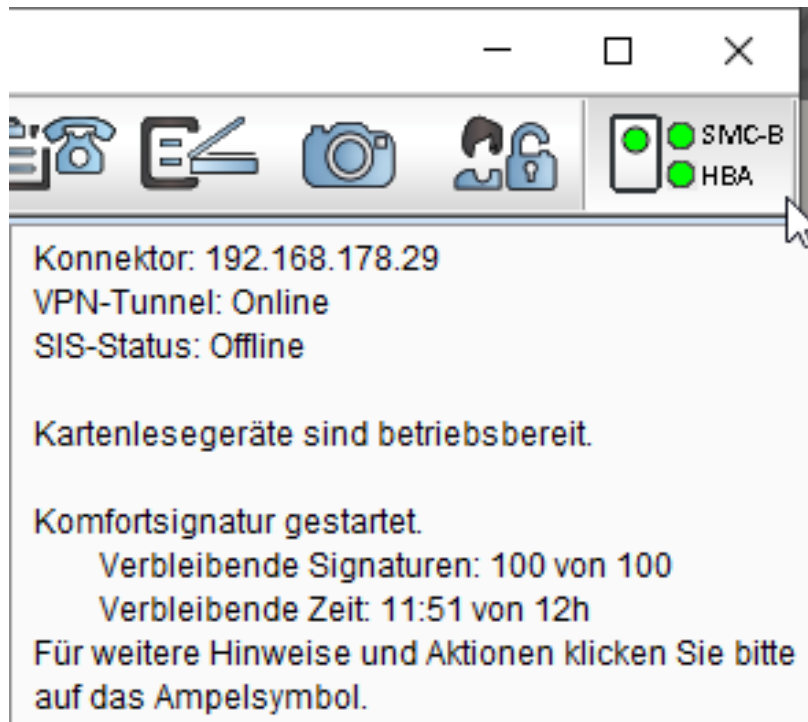 SMC-B
HBA
Konnektor: 192.168.178.29
VPN-Tunnel: Online
SIS-Status: Offline
Kartenlesegeräte sind betriebsbereit.
Komfortsignatur gestartet.
Verbleibende Signaturen: 100 von 100
Verbleibende Zeit: 11:51 von 12h
Für weitere Hinweise und Aktionen klicken Sie bitte
auf das Ampelsymbol.